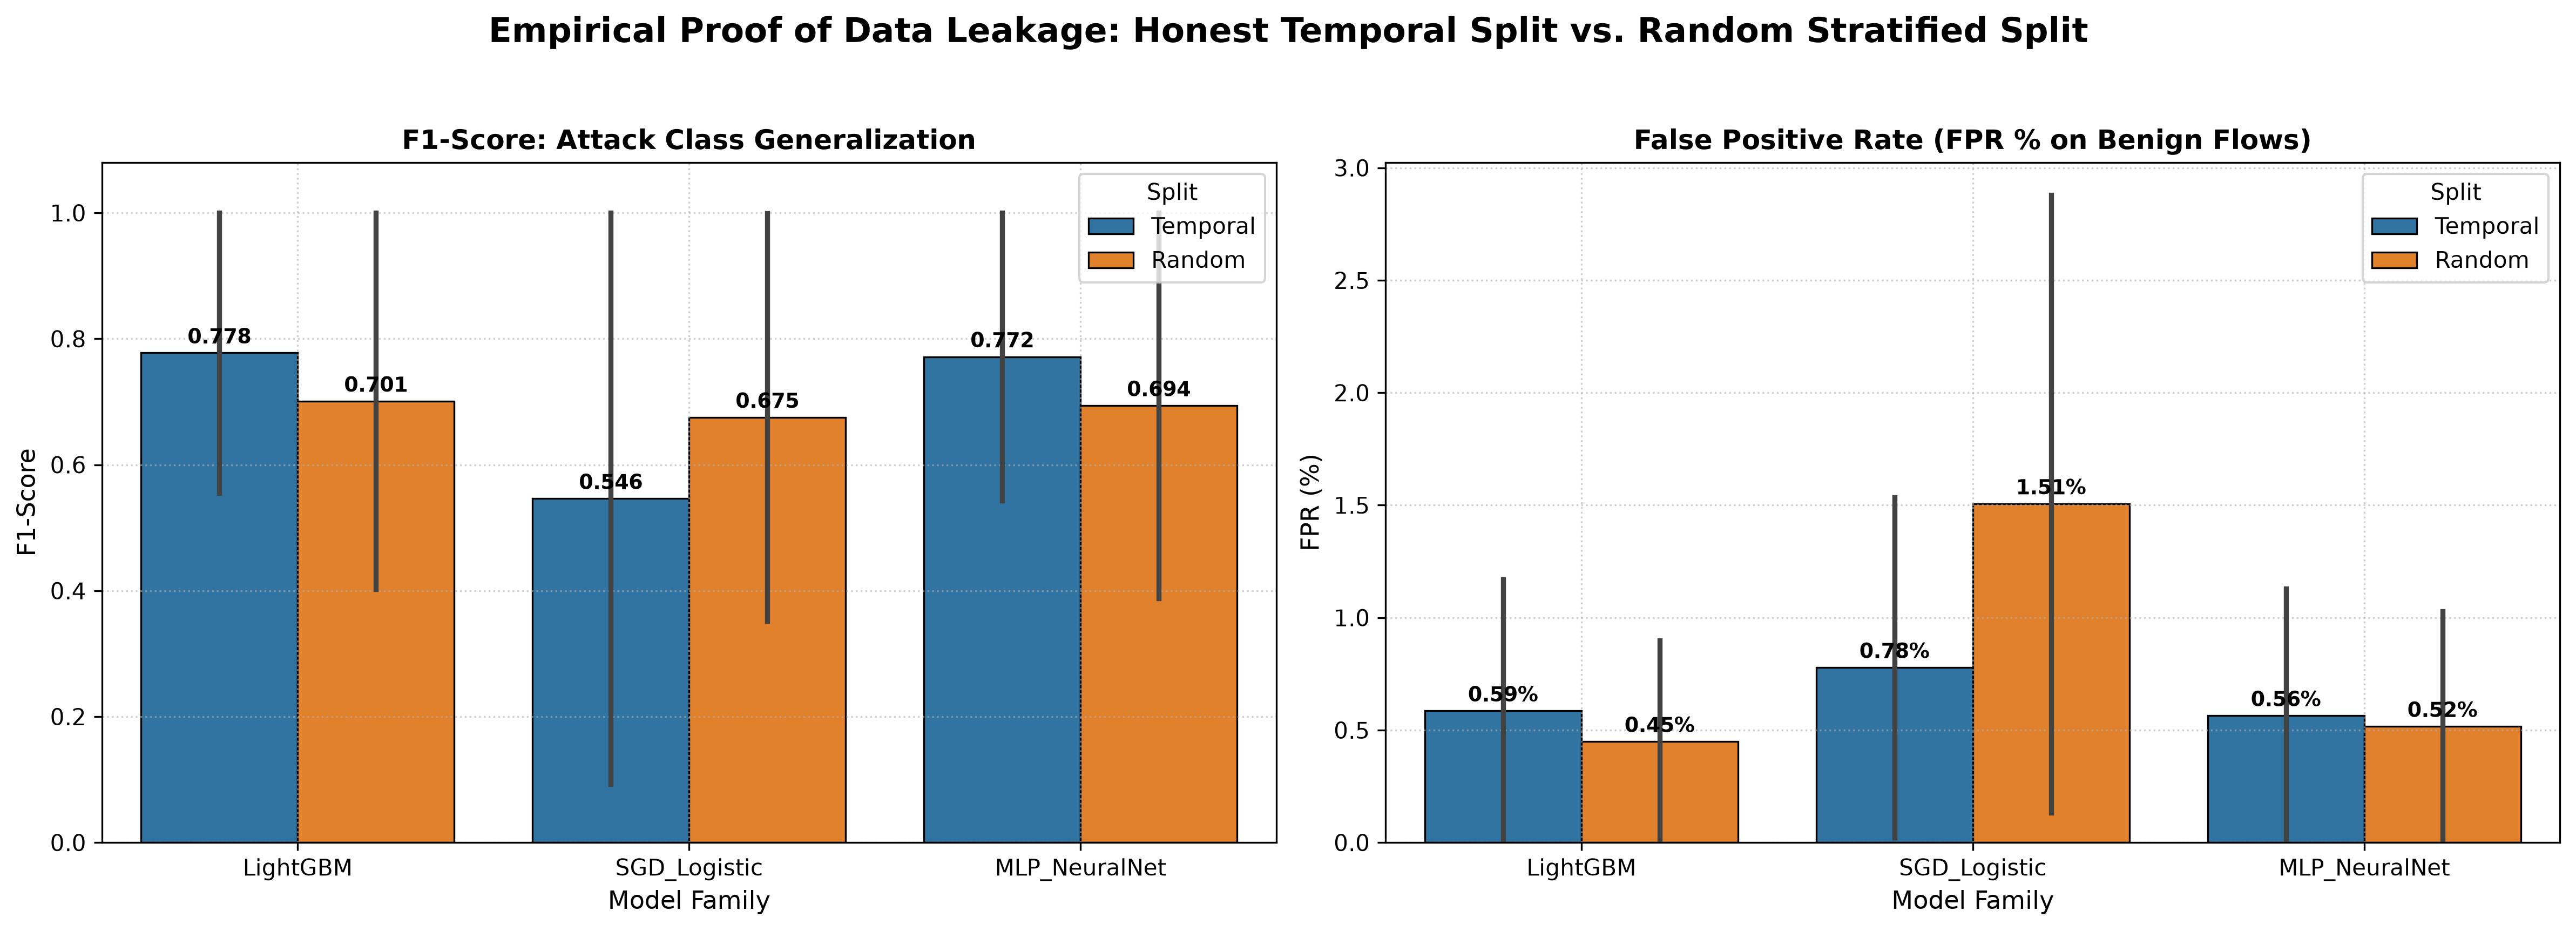 Empirical Proof of Data Leakage: Honest Temporal Split vs. Random Stratified Split
F1-Score: Attack Class Generalization
F1-Score
1.0
0.8
0.6
0.4
0.2
0.0
0.778
0.701
0.546
0.675
0.772
0.694
Split
Temporal
Random
LightGBM
SGD_Logistic
MLP_NeuralNet
Model Family
False Positive Rate (FPR % on Benign Flows)
FPR (%)
3.0
2.5
2.0
1.5
1.0
0.5
0.0
0.59%
0.45%
0.78%
1.51%
0.56%
0.52%
Split
Temporal
Random
LightGBM
SGD_Logistic
MLP_NeuralNet
Model Family